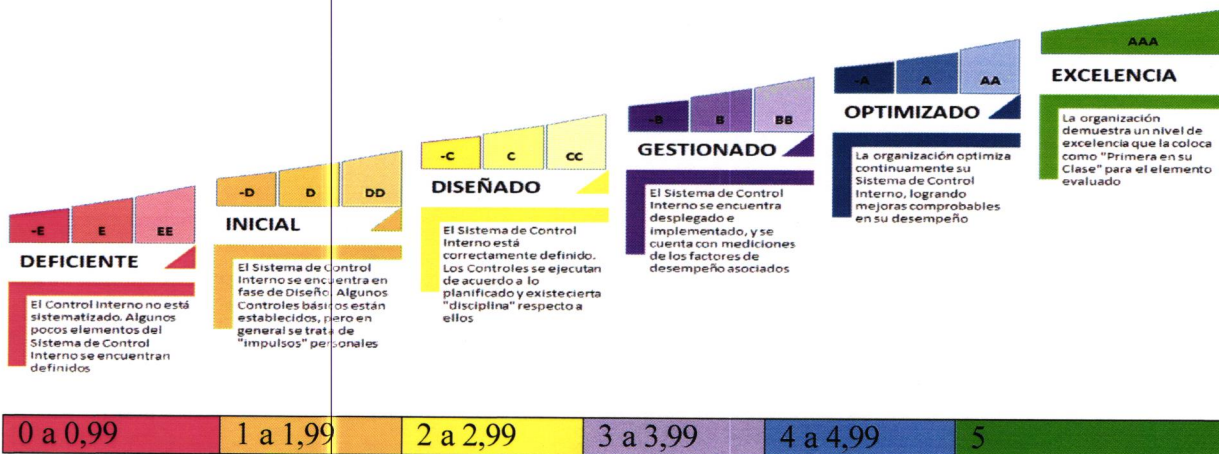 -E E EE
DEFICIENTE
El Control Interno no está
sistematizado. Algunos
pocos elementos del
Sistema de Control
Interno se encuentran
definidos
-D D DD
INICIAL
El Sistema de Control
Interno se encuentra en
fase de Diseño. Algunos
Controles básicos están
establecidos, pero en
general se trata de
"impulsos" personales
-C C CC
DISEÑADO
El Sistema de Control
Interno está
correctamente definido.
Los Controles se ejecutan
de acuerdo a lo
planificado y existecierta
"disciplina" respecto a
ellos
-B B BB
GESTIONADO
El Sistema de Control
Interno se encuentra
desplegado e
implementado, y se
cuenta con mediciones
de los factores de
desempeño asociados
-A A AA
OPTIMIZADO
La organización optimiza
continuamente su
Sistema de Control
Interno, logrando
mejoras comprobables
en su desempeño
AAA
EXCELENCIA
La organización
demuestra un nivel de
excelencia que la coloca
como "Primera en su
Clase" para el elemento
evaluado
0 a 0,99 1 a 1,99 2 a 2,99 3 a 3,99 4 a 4,99 5